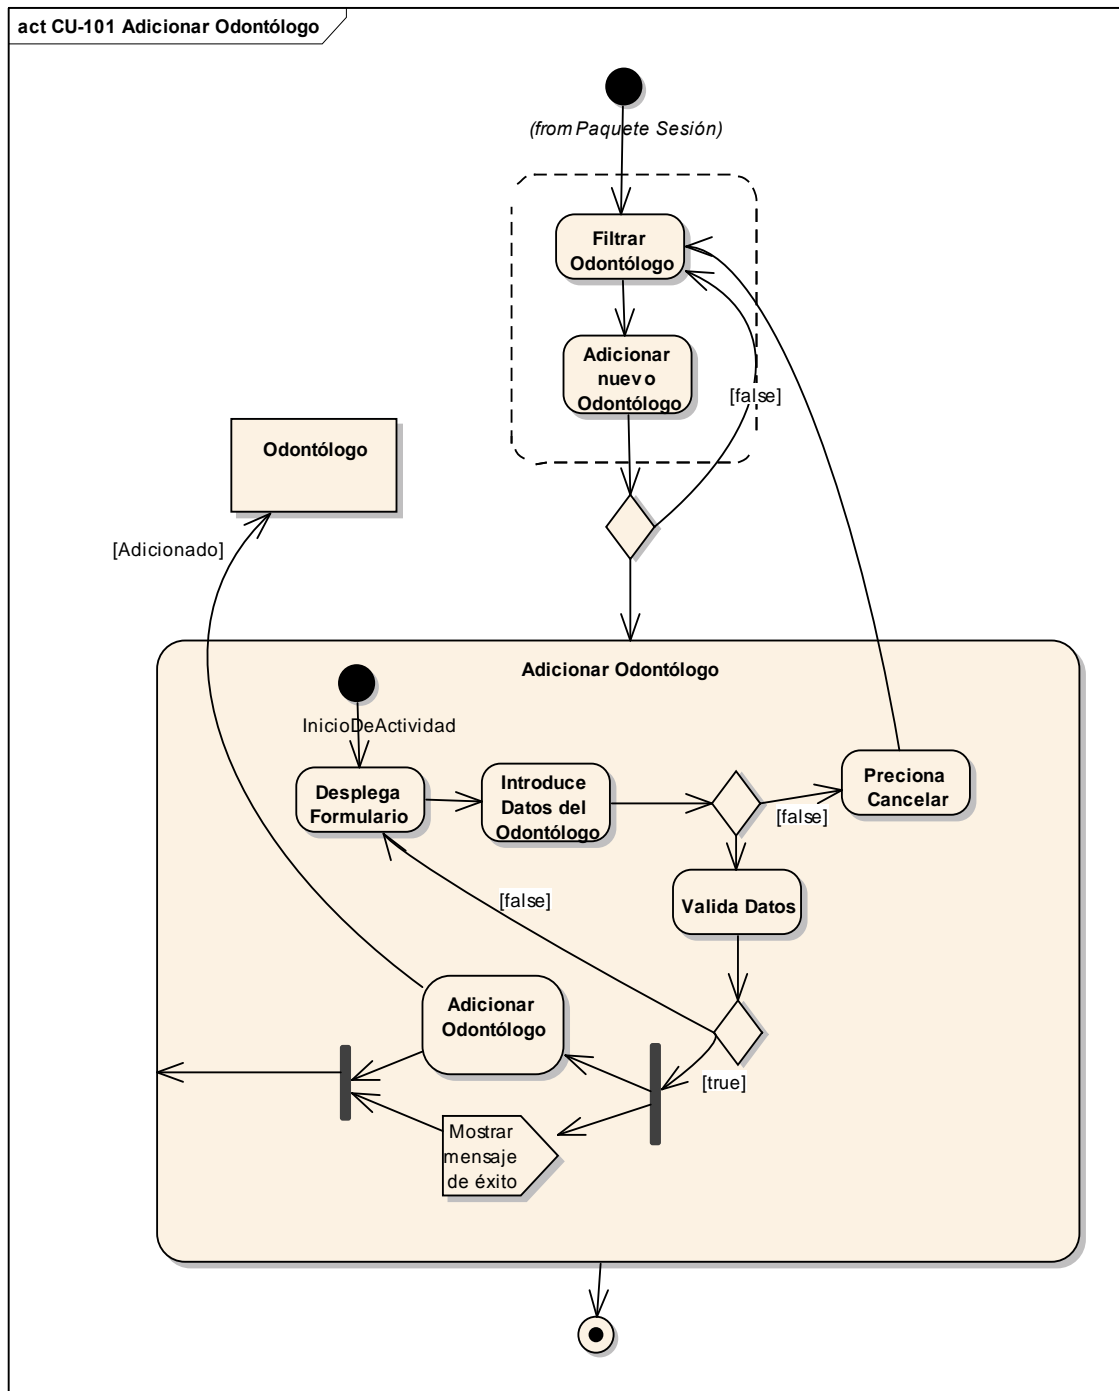 act CU-101 Adicionar Odontólogo
(from Paquete Sesión)
Filtrar
Odontólogo
Adicionar
nuevo
Odontólogo
[false]
Odontólogo
[Adicionado]
Adicionar Odontólogo
InicioDeActividad
Desplega
Formulario
Introduce
Datos del
Odontólogo
[false]
Preciona
Cancelar
[false]
Valida Datos
Adicionar
Odontólogo
[true]
Mostrar
mensaje
de éxito